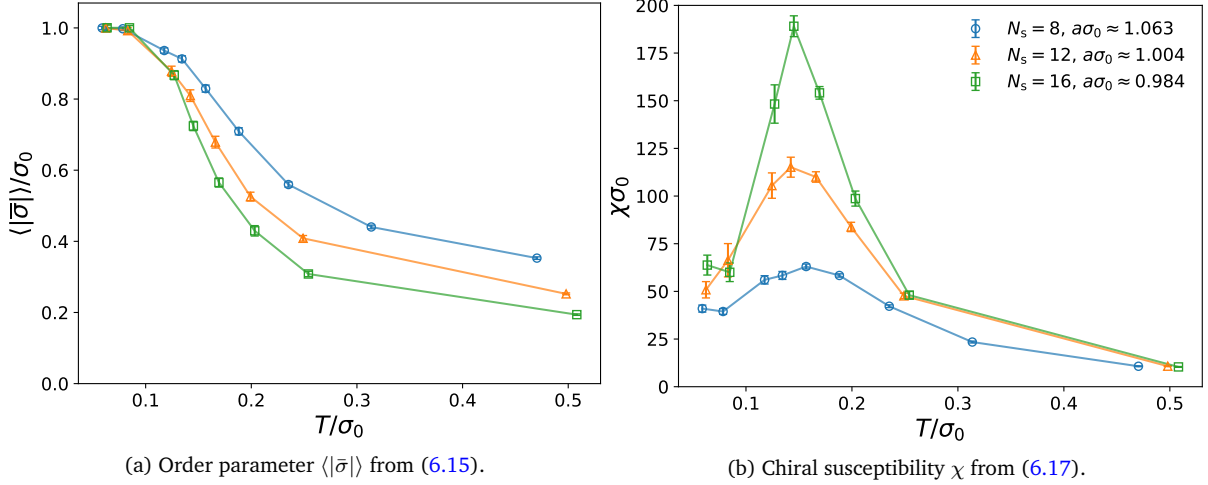 1.0
0.8
0.6
0.4
0.2
0.0
⟨|σ̅|⟩/σ₀
0.1 0.2 0.3 0.4 0.5
T/σ₀
(a) Order parameter ⟨|σ̄|⟩ from (6.15).
200
175
150
125
100
75
50
25
0
χσ₀
Nₛ = 8, aσ₀ ≈ 1.063
Nₛ = 12, aσ₀ ≈ 1.004
Nₛ = 16, aσ₀ ≈ 0.984
0.1 0.2 0.3 0.4 0.5
T/σ₀
(b) Chiral susceptibility χ from (6.17).